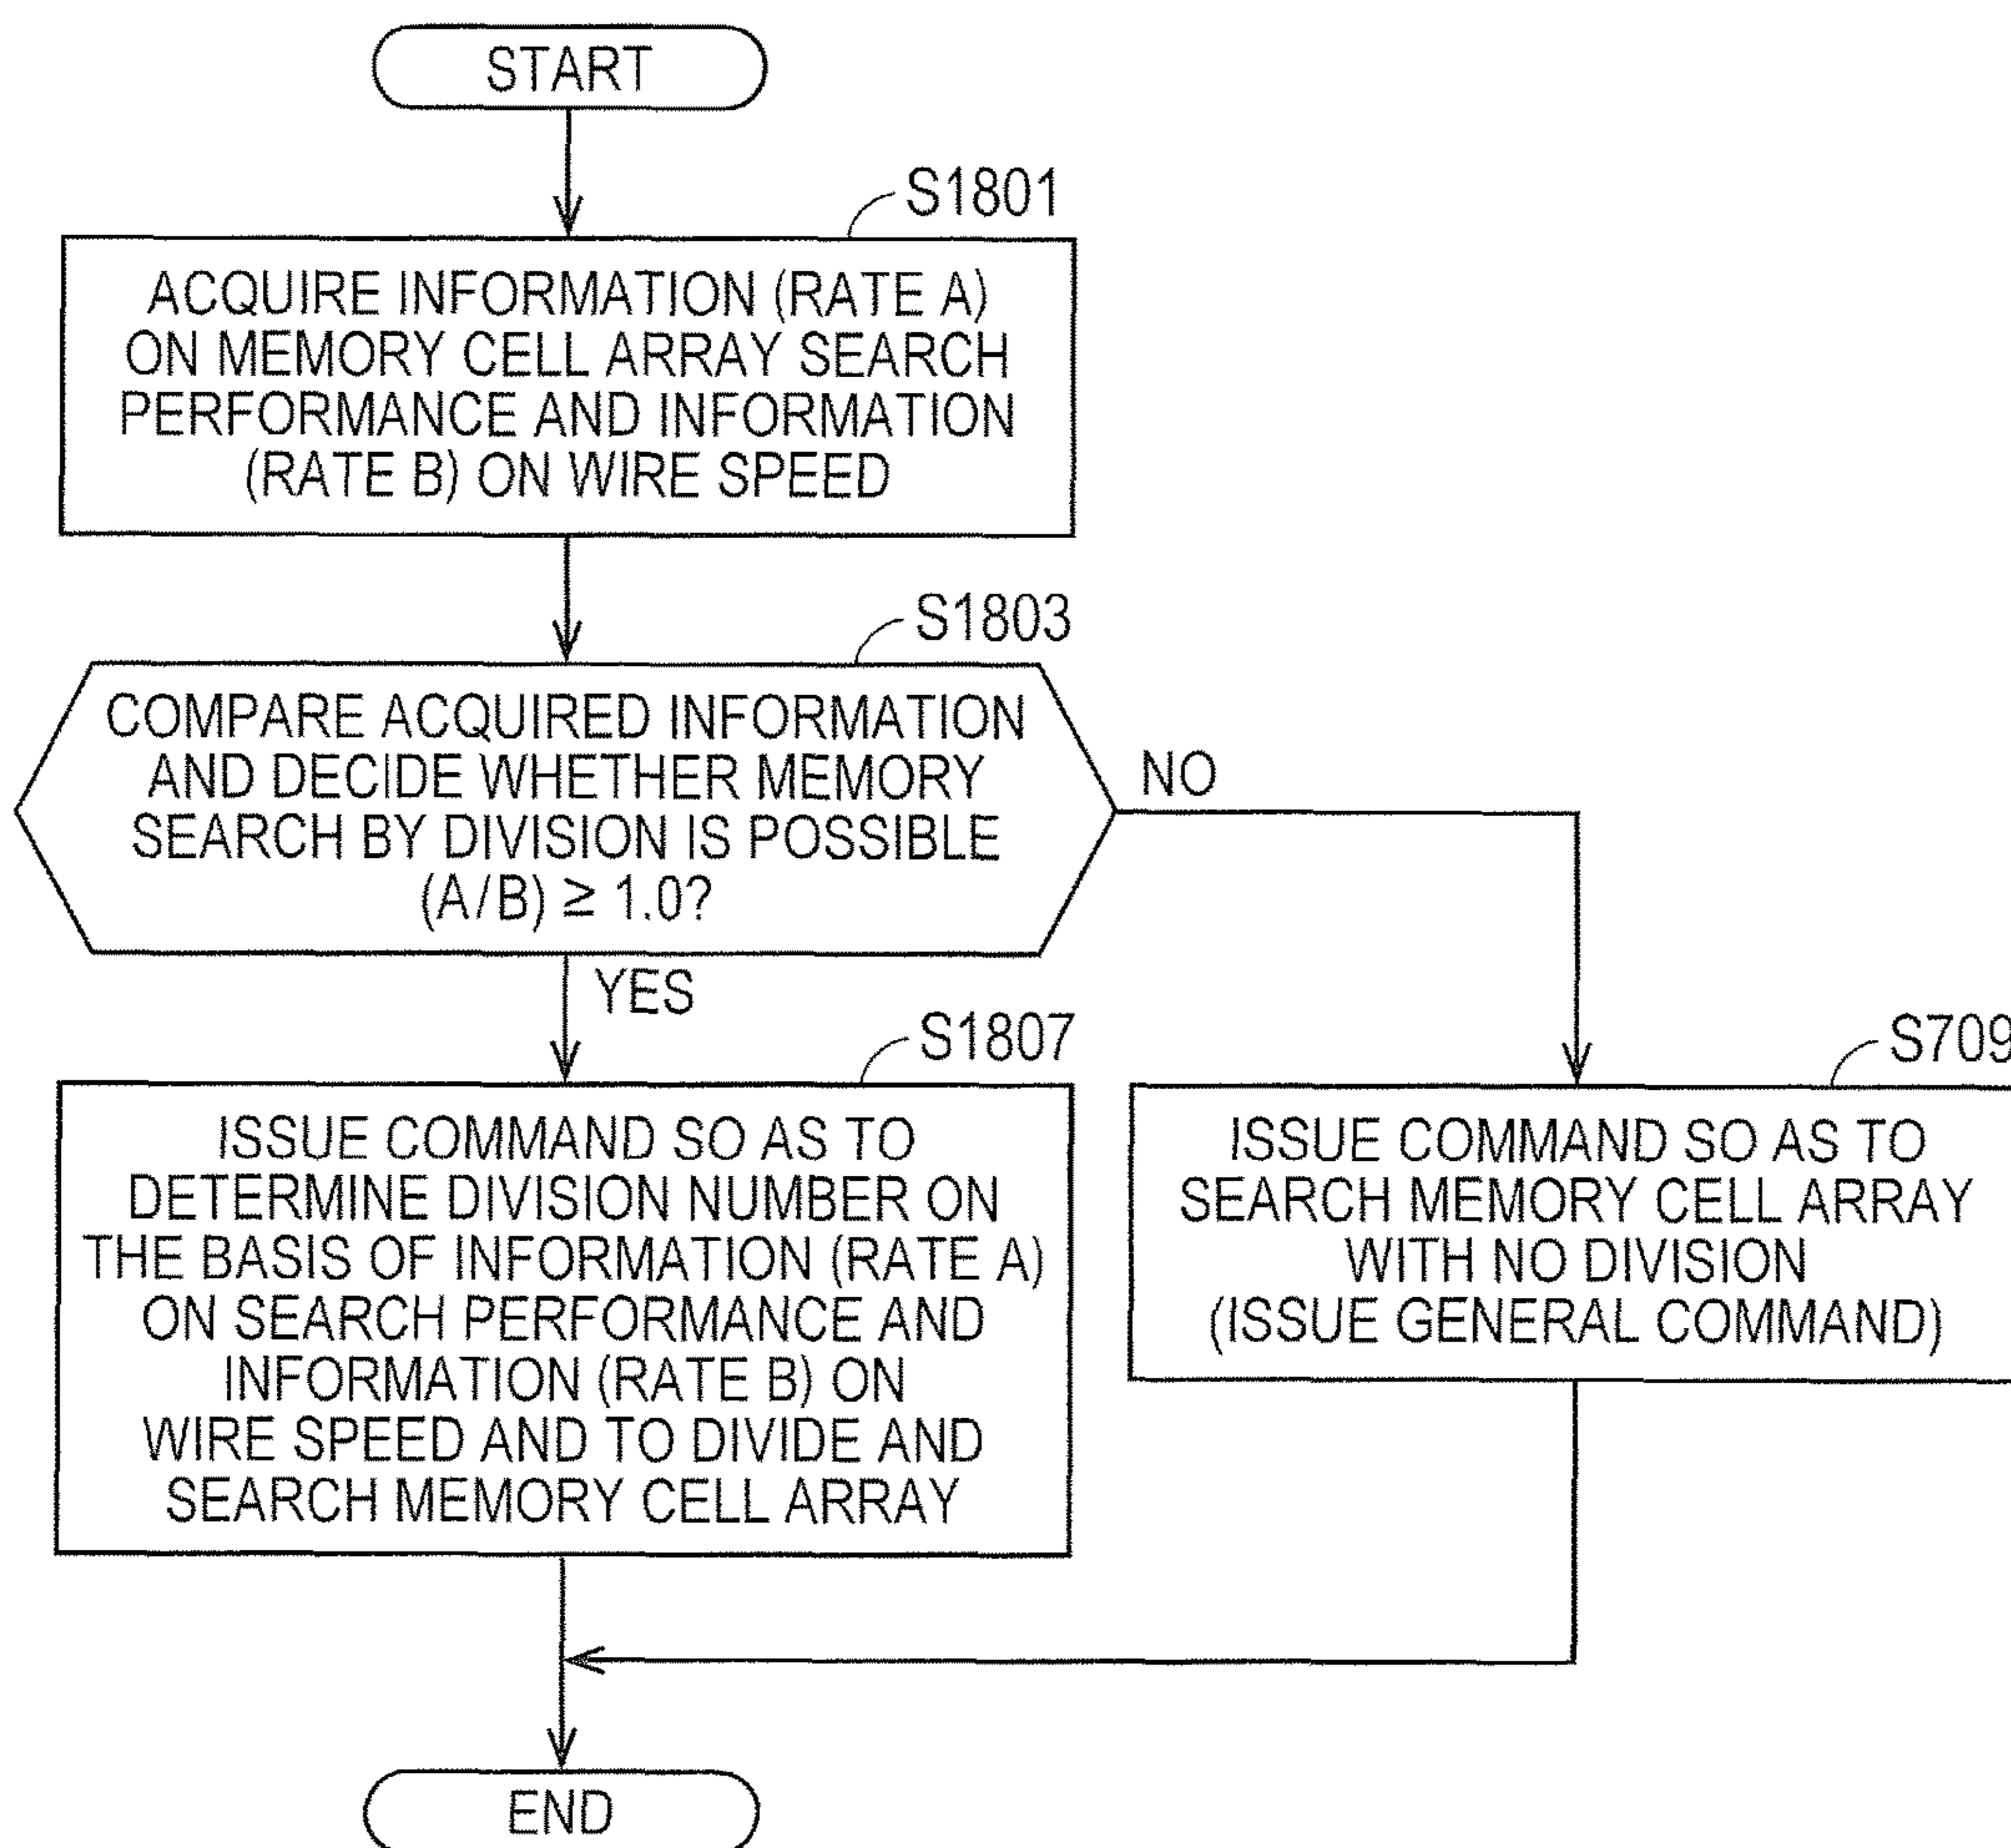 START
S1801
ACQUIRE INFORMATION (RATE A)
ON MEMORY CELL ARRAY SEARCH
PERFORMANCE AND INFORMATION
(RATE B) ON WIRE SPEED
S1803
COMPARE ACQUIRED INFORMATION
AND DECIDE WHETHER MEMORY
SEARCH BY DIVISION IS POSSIBLE
(A/B) ≥ 1.0?
NO
YES
S1807
ISSUE COMMAND SO AS TO
DETERMINE DIVISION NUMBER ON
THE BASIS OF INFORMATION (RATE A)
ON SEARCH PERFORMANCE AND
INFORMATION (RATE B) ON
WIRE SPEED AND TO DIVIDE AND
SEARCH MEMORY CELL ARRAY
S709
ISSUE COMMAND SO AS TO
SEARCH MEMORY CELL ARRAY
WITH NO DIVISION
(ISSUE GENERAL COMMAND)
END